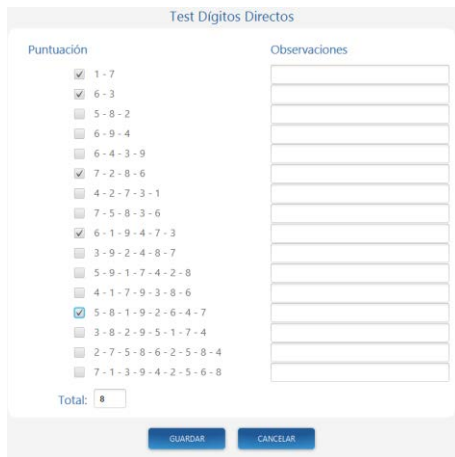 Test Dígitos Directos
Puntuación Observaciones
1 - 7
6 - 3
5 - 8 - 2
6 - 9 - 4
6 - 4 - 3 - 9
7 - 2 - 8 - 6
4 - 2 - 7 - 3 - 1
7 - 5 - 8 - 3 - 6
6 - 1 - 9 - 4 - 7 - 3
3 - 9 - 2 - 4 - 8 - 7
5 - 9 - 1 - 7 - 4 - 2 - 8
4 - 1 - 7 - 9 - 3 - 8 - 6
5 - 8 - 1 - 9 - 2 - 6 - 4 - 7
3 - 8 - 2 - 9 - 5 - 1 - 7 - 4
2 - 7 - 5 - 8 - 6 - 2 - 5 - 8 - 4
7 - 1 - 3 - 9 - 4 - 2 - 5 - 6 - 8
Total: 8
GUARDAR CANCELAR